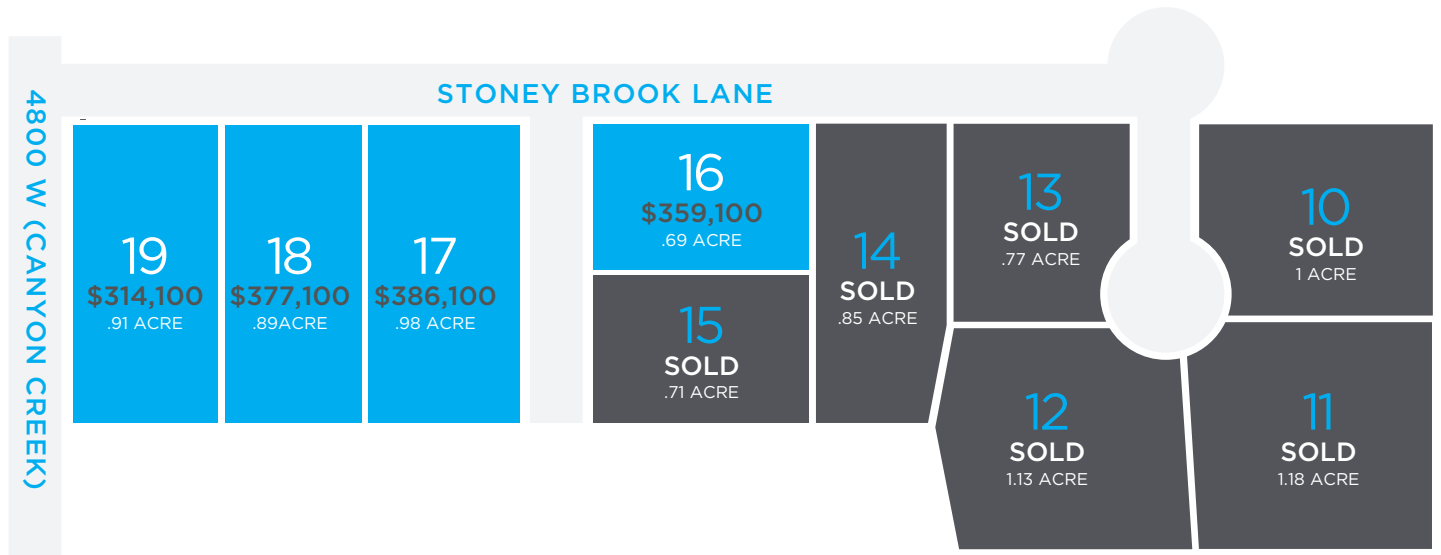 STONEY BROOK LANE
4800 W (CANYON CREEK)
19
$314,100
.91 ACRE
18
$377,100
.89ACRE
17
$386,100
.98 ACRE
16
$359,100
.69 ACRE
15
SOLD
.71 ACRE
14
SOLD
.85 ACRE
13
SOLD
.77 ACRE
10
SOLD
1 ACRE
12
SOLD
1.13 ACRE
11
SOLD
1.18 ACRE